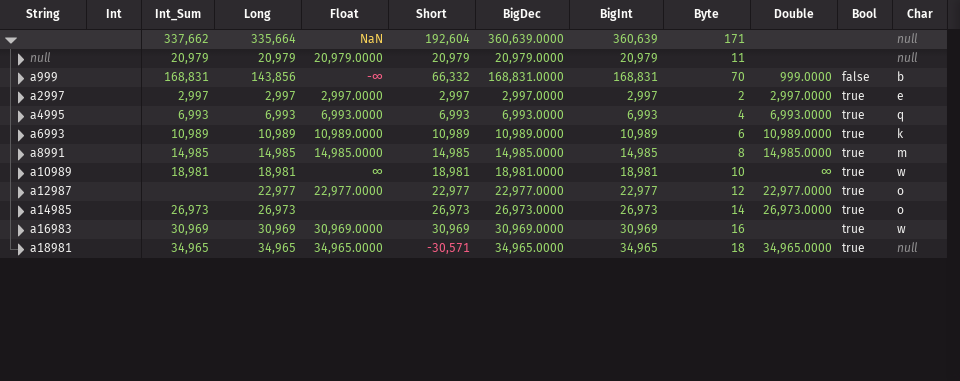 String Int Int_Sum Long Float Short BigDec BigInt Byte Double Bool Char
337,662 335,664 NaN 192,604 360,639.0000 360,639 171 null
null 20,979 20,979 20,979.0000 20,979 20,979.0000 20,979 11 null
a999 168,831 143,856 -∞ 66,332 168,831.0000 168,831 70 999.0000 false b
a2997 2,997 2,997 2,997.0000 2,997 2,997.0000 2,997 2 2,997.0000 true e
a4995 6,993 6,993 6,993.0000 6,993 6,993.0000 6,993 4 6,993.0000 true q
a6993 10,989 10,989 10,989.0000 10,989 10,989.0000 10,989 6 10,989.0000 true k
a8991 14,985 14,985 14,985.0000 14,985 14,985.0000 14,985 8 14,985.0000 true m
a10989 18,981 18,981 ∞ 18,981 18,981.0000 18,981 10 ∞ true w
a12987 22,977 22,977.0000 22,977 22,977.0000 22,977 12 22,977.0000 true o
a14985 26,973 26,973 26,973 26,973.0000 26,973 14 26,973.0000 true o
a16983 30,969 30,969 30,969.0000 30,969 30,969.0000 30,969 16 true w
a18981 34,965 34,965 34,965.0000 -30,571 34,965.0000 34,965 18 34,965.0000 true null